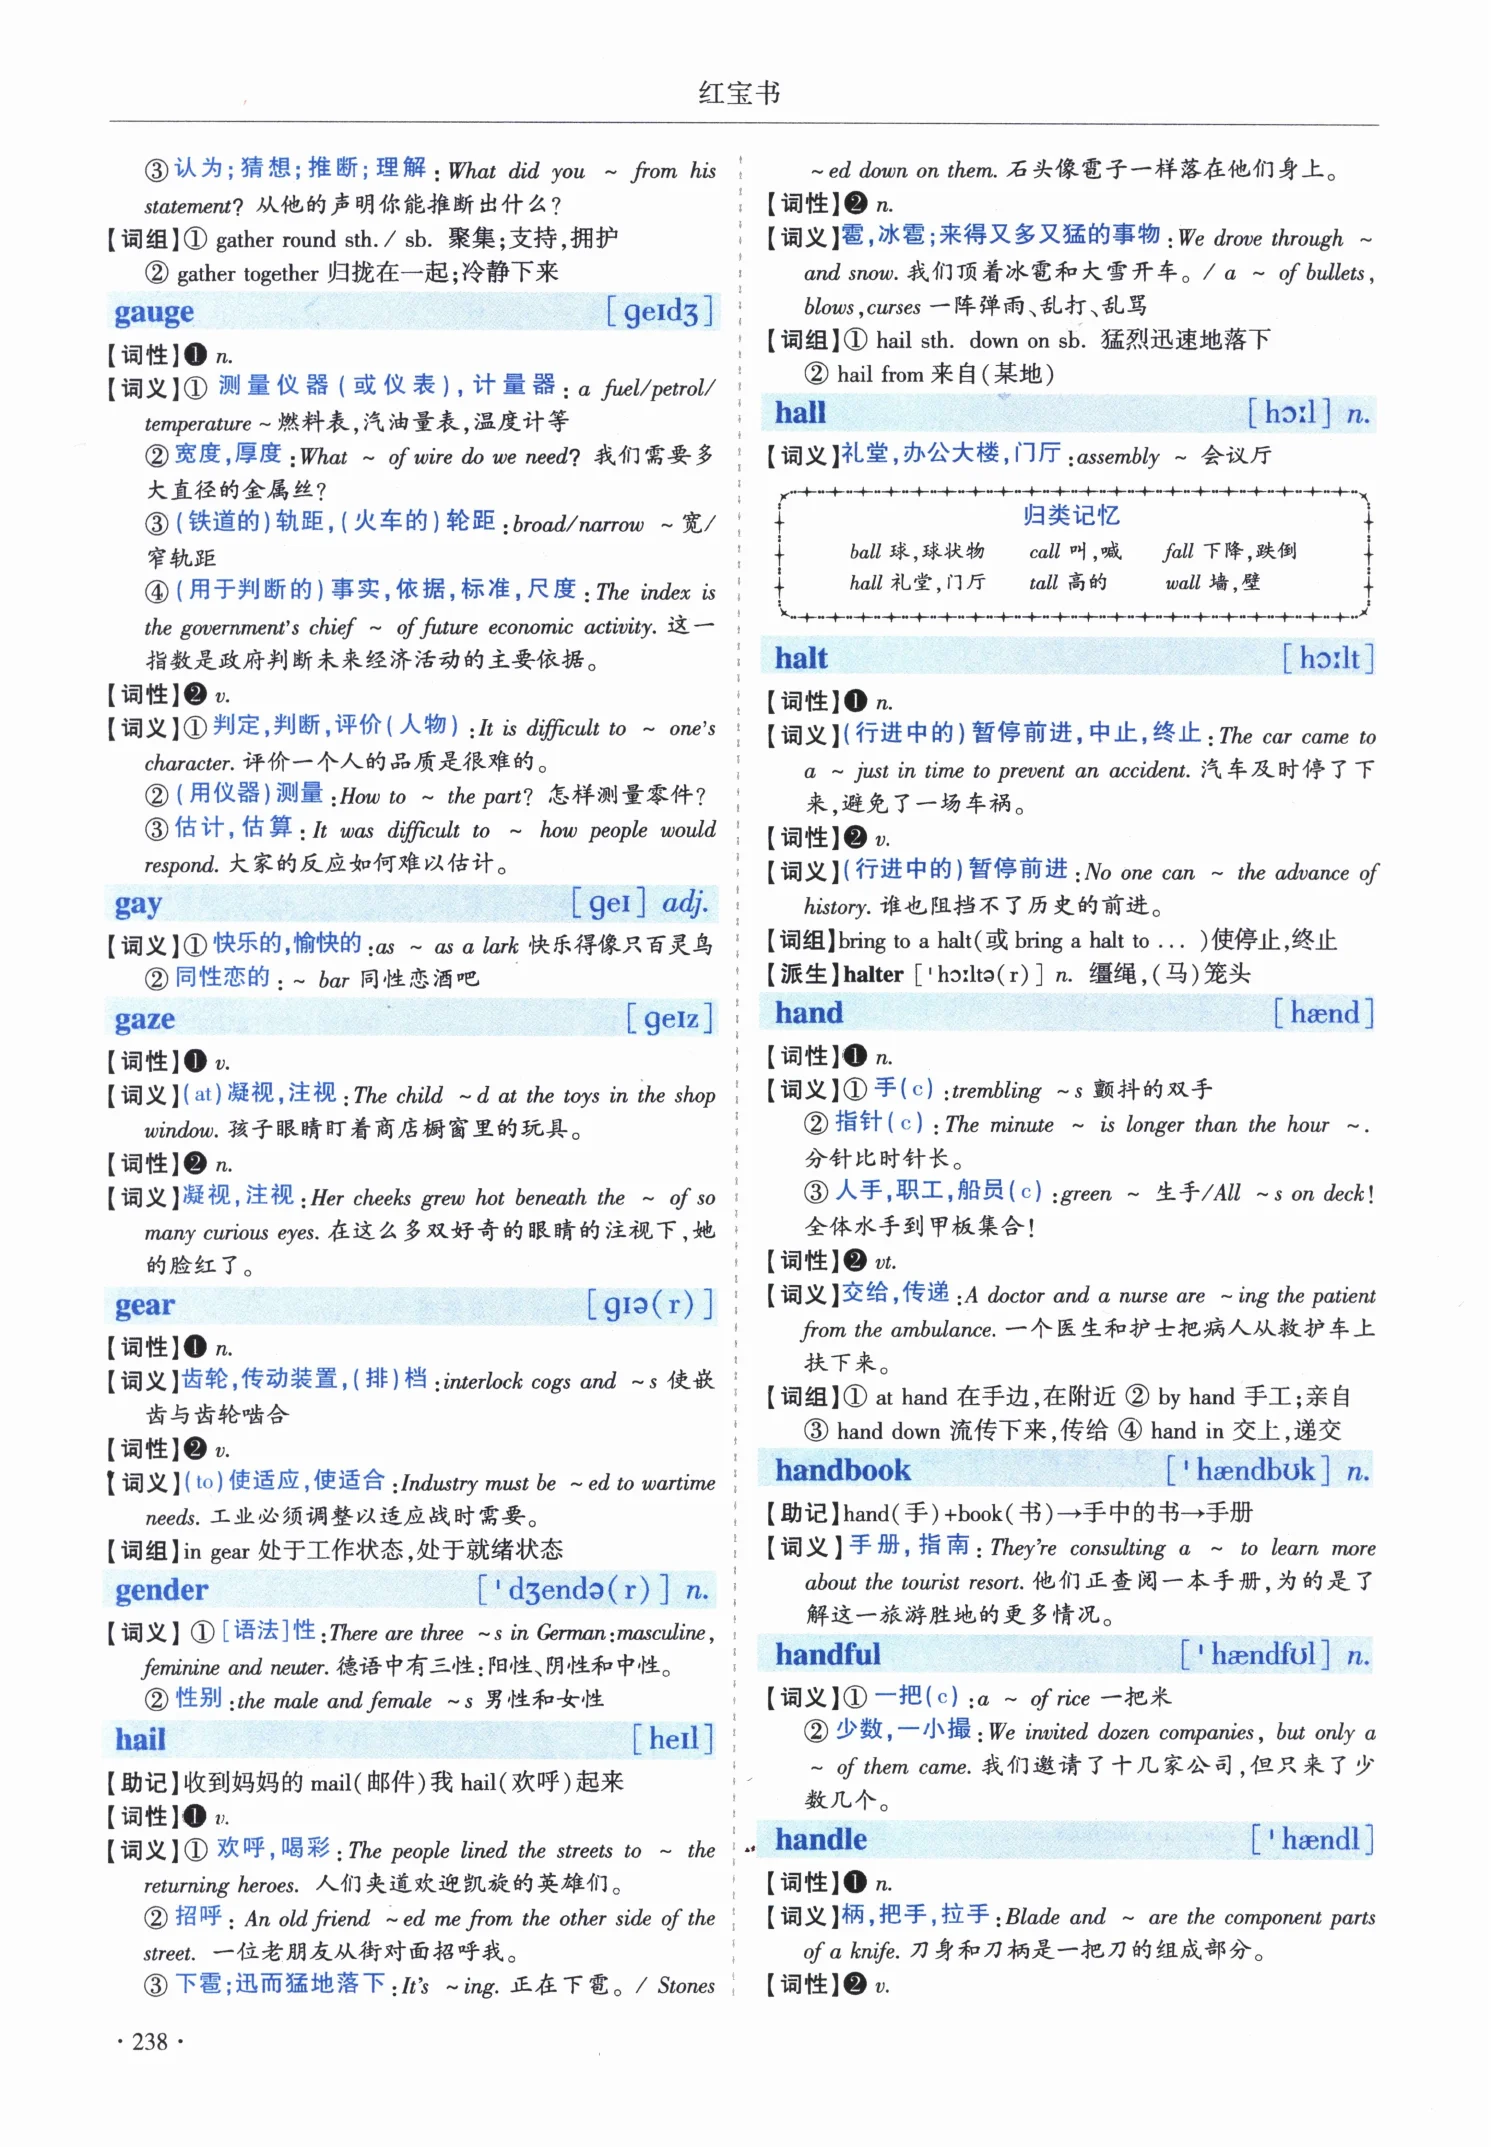 红宝书
③认为;猜想;推断;理解:What did you ~ from his
statement? 从他的声明你能推断出什么?
【词组】① gather round sth. / sb. 聚集;支持,拥护
② gather together 归拢在一起;冷静下来
gauge [ɡeɪdʒ]
【词性】❶ n.
【词义】① 测量仪器(或仪表),计量器:a fuel/petrol/
temperature ~ 燃料表,汽油量表,温度计等
②宽度,厚度:What ~ of wire do we need? 我们需要多
大直径的金属丝?
③(铁道的)轨距,(火车的)轮距:broad/narrow ~ 宽/
窄轨距
④(用于判断的)事实,依据,标准,尺度:The index is
the government's chief ~ of future economic activity. 这一
指数是政府判断未来经济活动的主要依据。
【词性】❷ v.
【词义】①判定,判断,评价(人物):It is difficult to ~ one's
character. 评价一个人的品质是很难的。
②(用仪器)测量:How to ~ the part? 怎样测量零件?
③估计,估算:It was difficult to ~ how people would
respond. 大家的反应如何难以估计。
gay [ɡeɪ] adj.
【词义】①快乐的,愉快的:as ~ as a lark 快乐得像只百灵鸟
②同性恋的:~ bar 同性恋酒吧
gaze [ɡeɪz]
【词性】❶ v.
【词义】(at)凝视,注视:The child ~d at the toys in the shop
window. 孩子眼睛盯着商店橱窗里的玩具。
【词性】❷ n.
【词义】凝视,注视:Her cheeks grew hot beneath the ~ of so
many curious eyes. 在这么多双好奇的眼睛的注视下,她
的脸红了。
gear [ɡɪə(r)]
【词性】❶ n.
【词义】齿轮,传动装置,(排)档:interlock cogs and ~s 使嵌
齿与齿轮啮合
【词性】❷ v.
【词义】(to)使适应,使适合:Industry must be ~ed to wartime
needs. 工业必须调整以适应战时需要。
【词组】in gear 处于工作状态,处于就绪状态
gender [ˈdʒendə(r)] n.
【词义】①[语法]性:There are three ~s in German:masculine,
feminine and neuter. 德语中有三性:阳性、阴性和中性。
②性别:the male and female ~s 男性和女性
hail [heɪl]
【助记】收到妈妈的 mail(邮件)我 hail(欢呼)起来
【词性】❶ v.
【词义】① 欢呼,喝彩:The people lined the streets to ~ the
returning heroes. 人们夹道欢迎凯旋的英雄们。
②招呼:An old friend ~ed me from the other side of the
street. 一位老朋友从街对面招呼我。
③下雹;迅而猛地落下:It's ~ing. 正在下雹。/ Stones
·238·
~ed down on them. 石头像雹子一样落在他们身上。
【词性】❷ n.
【词义】雹,冰雹;来得又多又猛的事物:We drove through ~
and snow. 我们顶着冰雹和大雪开车。/ a ~ of bullets,
blows,curses 一阵弹雨、乱打、乱骂
【词组】① hail sth. down on sb. 猛烈迅速地落下
② hail from 来自(某地)
hall [hɔːl] n.
【词义】礼堂,办公大楼,门厅:assembly ~ 会议厅
归类记忆
ball 球,球状物 call 叫,喊 fall 下降,跌倒
hall 礼堂,门厅 tall 高的 wall 墙,壁
halt [hɔːlt]
【词性】❶ n.
【词义】(行进中的)暂停前进,中止,终止:The car came to
a ~ just in time to prevent an accident. 汽车及时停了下
来,避免了一场车祸。
【词性】❷ v.
【词义】(行进中的)暂停前进:No one can ~ the advance of
history. 谁也阻挡不了历史的前进。
【词组】bring to a halt(或 bring a halt to ... )使停止,终止
【派生】halter [ˈhɔːltə(r)] n. 缰绳,(马)笼头
hand [hænd]
【词性】❶ n.
【词义】①手(c):trembling ~s 颤抖的双手
②指针(c):The minute ~ is longer than the hour ~.
分针比时针长。
③人手,职工,船员(c):green ~ 生手/All ~s on deck!
全体水手到甲板集合!
【词性】❷ vt.
【词义】交给,传递:A doctor and a nurse are ~ing the patient
from the ambulance. 一个医生和护士把病人从救护车上
扶下来。
【词组】① at hand 在手边,在附近 ② by hand 手工;亲自
③ hand down 流传下来,传给 ④ hand in 交上,递交
handbook [ˈhændbʊk] n.
【助记】hand(手)+book(书)→手中的书→手册
【词义】手册,指南:They're consulting a ~ to learn more
about the tourist resort. 他们正查阅一本手册,为的是了
解这一旅游胜地的更多情况。
handful [ˈhændfʊl] n.
【词义】①一把(c):a ~ of rice 一把米
②少数,一小撮:We invited dozen companies, but only a
~ of them came. 我们邀请了十几家公司,但只来了少
数几个。
handle [ˈhændl]
【词性】❶ n.
【词义】柄,把手,拉手:Blade and ~ are the component parts
of a knife. 刀身和刀柄是一把刀的组成部分。
【词性】❷ v.